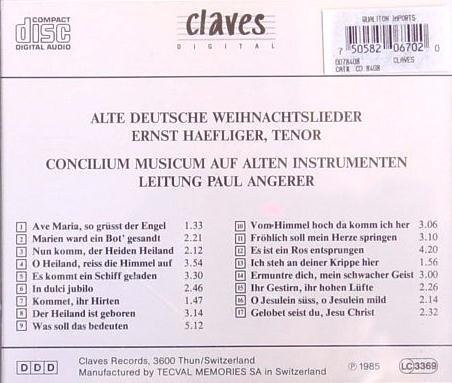 COMPACT
disc
DIGITAL AUDIO
claves
DIGITAL
QUALITON IMPORTS
7 50582 06702 0
0078408 CLAVES
CAT# CD 8408
ALTE DEUTSCHE WEIHNACHTSLIEDER
ERNST HAEFLIGER, TENOR
CONCILIUM MUSICUM AUF ALTEN INSTRUMENTEN
LEITUNG PAUL ANGERER
1 Ave Maria, so grüsst der Engel 1.33
2 Marien ward ein Bot' gesandt 2.21
3 Nun komm, der Heiden Heiland 2.12
4 O Heiland, reiss die Himmel auf 3.54
5 Es kommt ein Schiff geladen 3.30
6 In dulci jubilo 2.46
7 Kommet, ihr Hirten 1.47
8 Der Heiland ist geboren 3.14
9 Was soll das bedeuten 5.12
10 Vom Himmel hoch da komm ich her 3.06
11 Fröhlich soll mein Herze springen 3.10
12 Es ist ein Ros entsprungen 4.20
13 Ich steh an deiner Krippe hier 1.56
14 Ermuntre dich, mein schwacher Geist 3.00
15 Ihr Gestirn, ihr hohen Lüfte 2.26
16 O Jesulein süss, o Jesulein mild 2.14
17 Gelobet seist du, Jesu Christ 2.32
DDD
Claves Records, 3600 Thun/Switzerland
Manufactured by TECVAL MEMORIES SA in Switzerland
℗ 1985
LC 3369